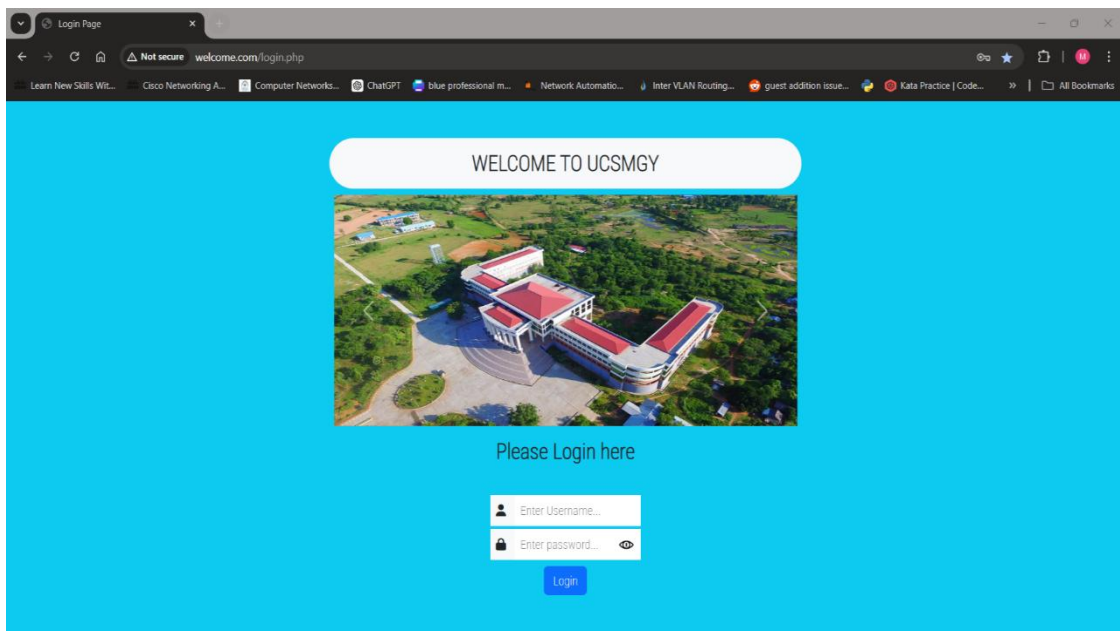 Login Page
Not secure welcome.com/login.php
M
Learn New Skills Wit... Cisco Networking A... Computer Networks... ChatGPT blue professional m... Network Automatio... Inter VLAN Routing... guest addition issue... Kata Practice | Code... » All Bookmarks
WELCOME TO UCSMGY
Please Login here
Enter Username...
Enter password...
Login